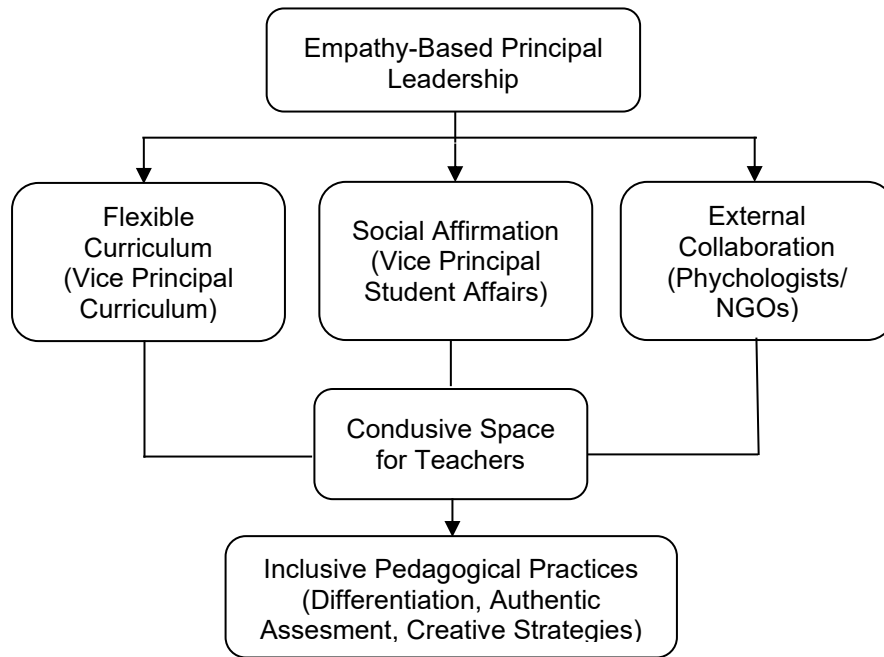 Empathy-Based Principal
Leadership
Flexible
Curriculum
(Vice Principal
Curriculum)
Social Affirmation
(Vice Principal
Student Affairs)
External
Collaboration
(Phychologists/
NGOs)
Condusive Space
for Teachers
Inclusive Pedagogical Practices
(Differentiation, Authentic
Assesment, Creative Strategies)